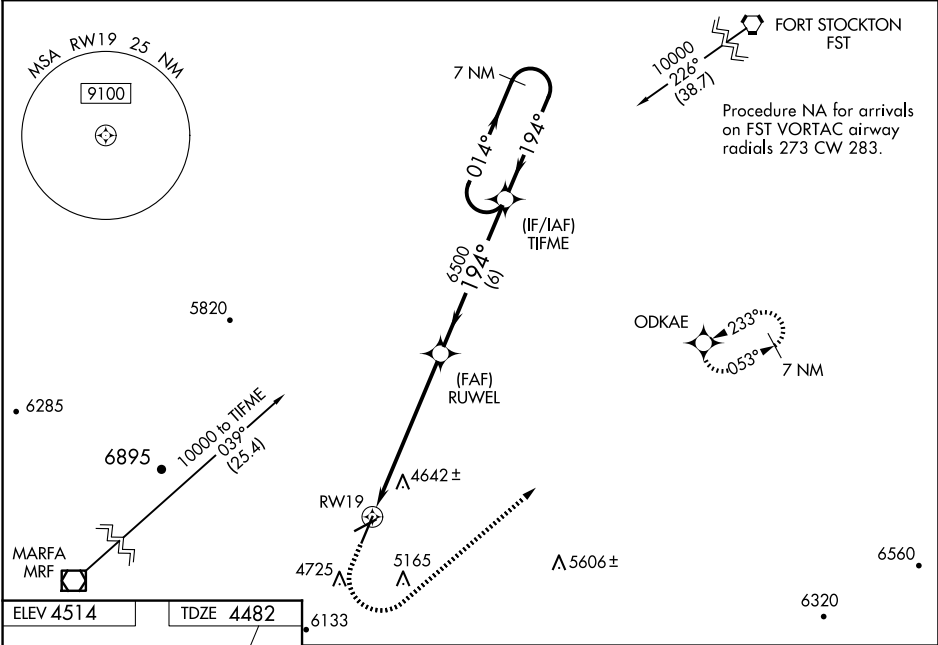 MSA RW19 25 NM
9100
FORT STOCKTON
FST
10000
226°
(38.7)
Procedure NA for arrivals
on FST VORTAC airway
radials 273 CW 283.
7 NM
014°
194°
(IF/IAF)
TIFME
6500
194°
(6)
5820
ODKAE
233°
053°
7 NM
(FAF)
RUWEL
6285
10000 to TIFME
039°
(25.4)
6895
4642±
RW19
MARFA
MRF
4725
5165
5606±
6560
6320
6133
ELEV 4514
TDZE 4482